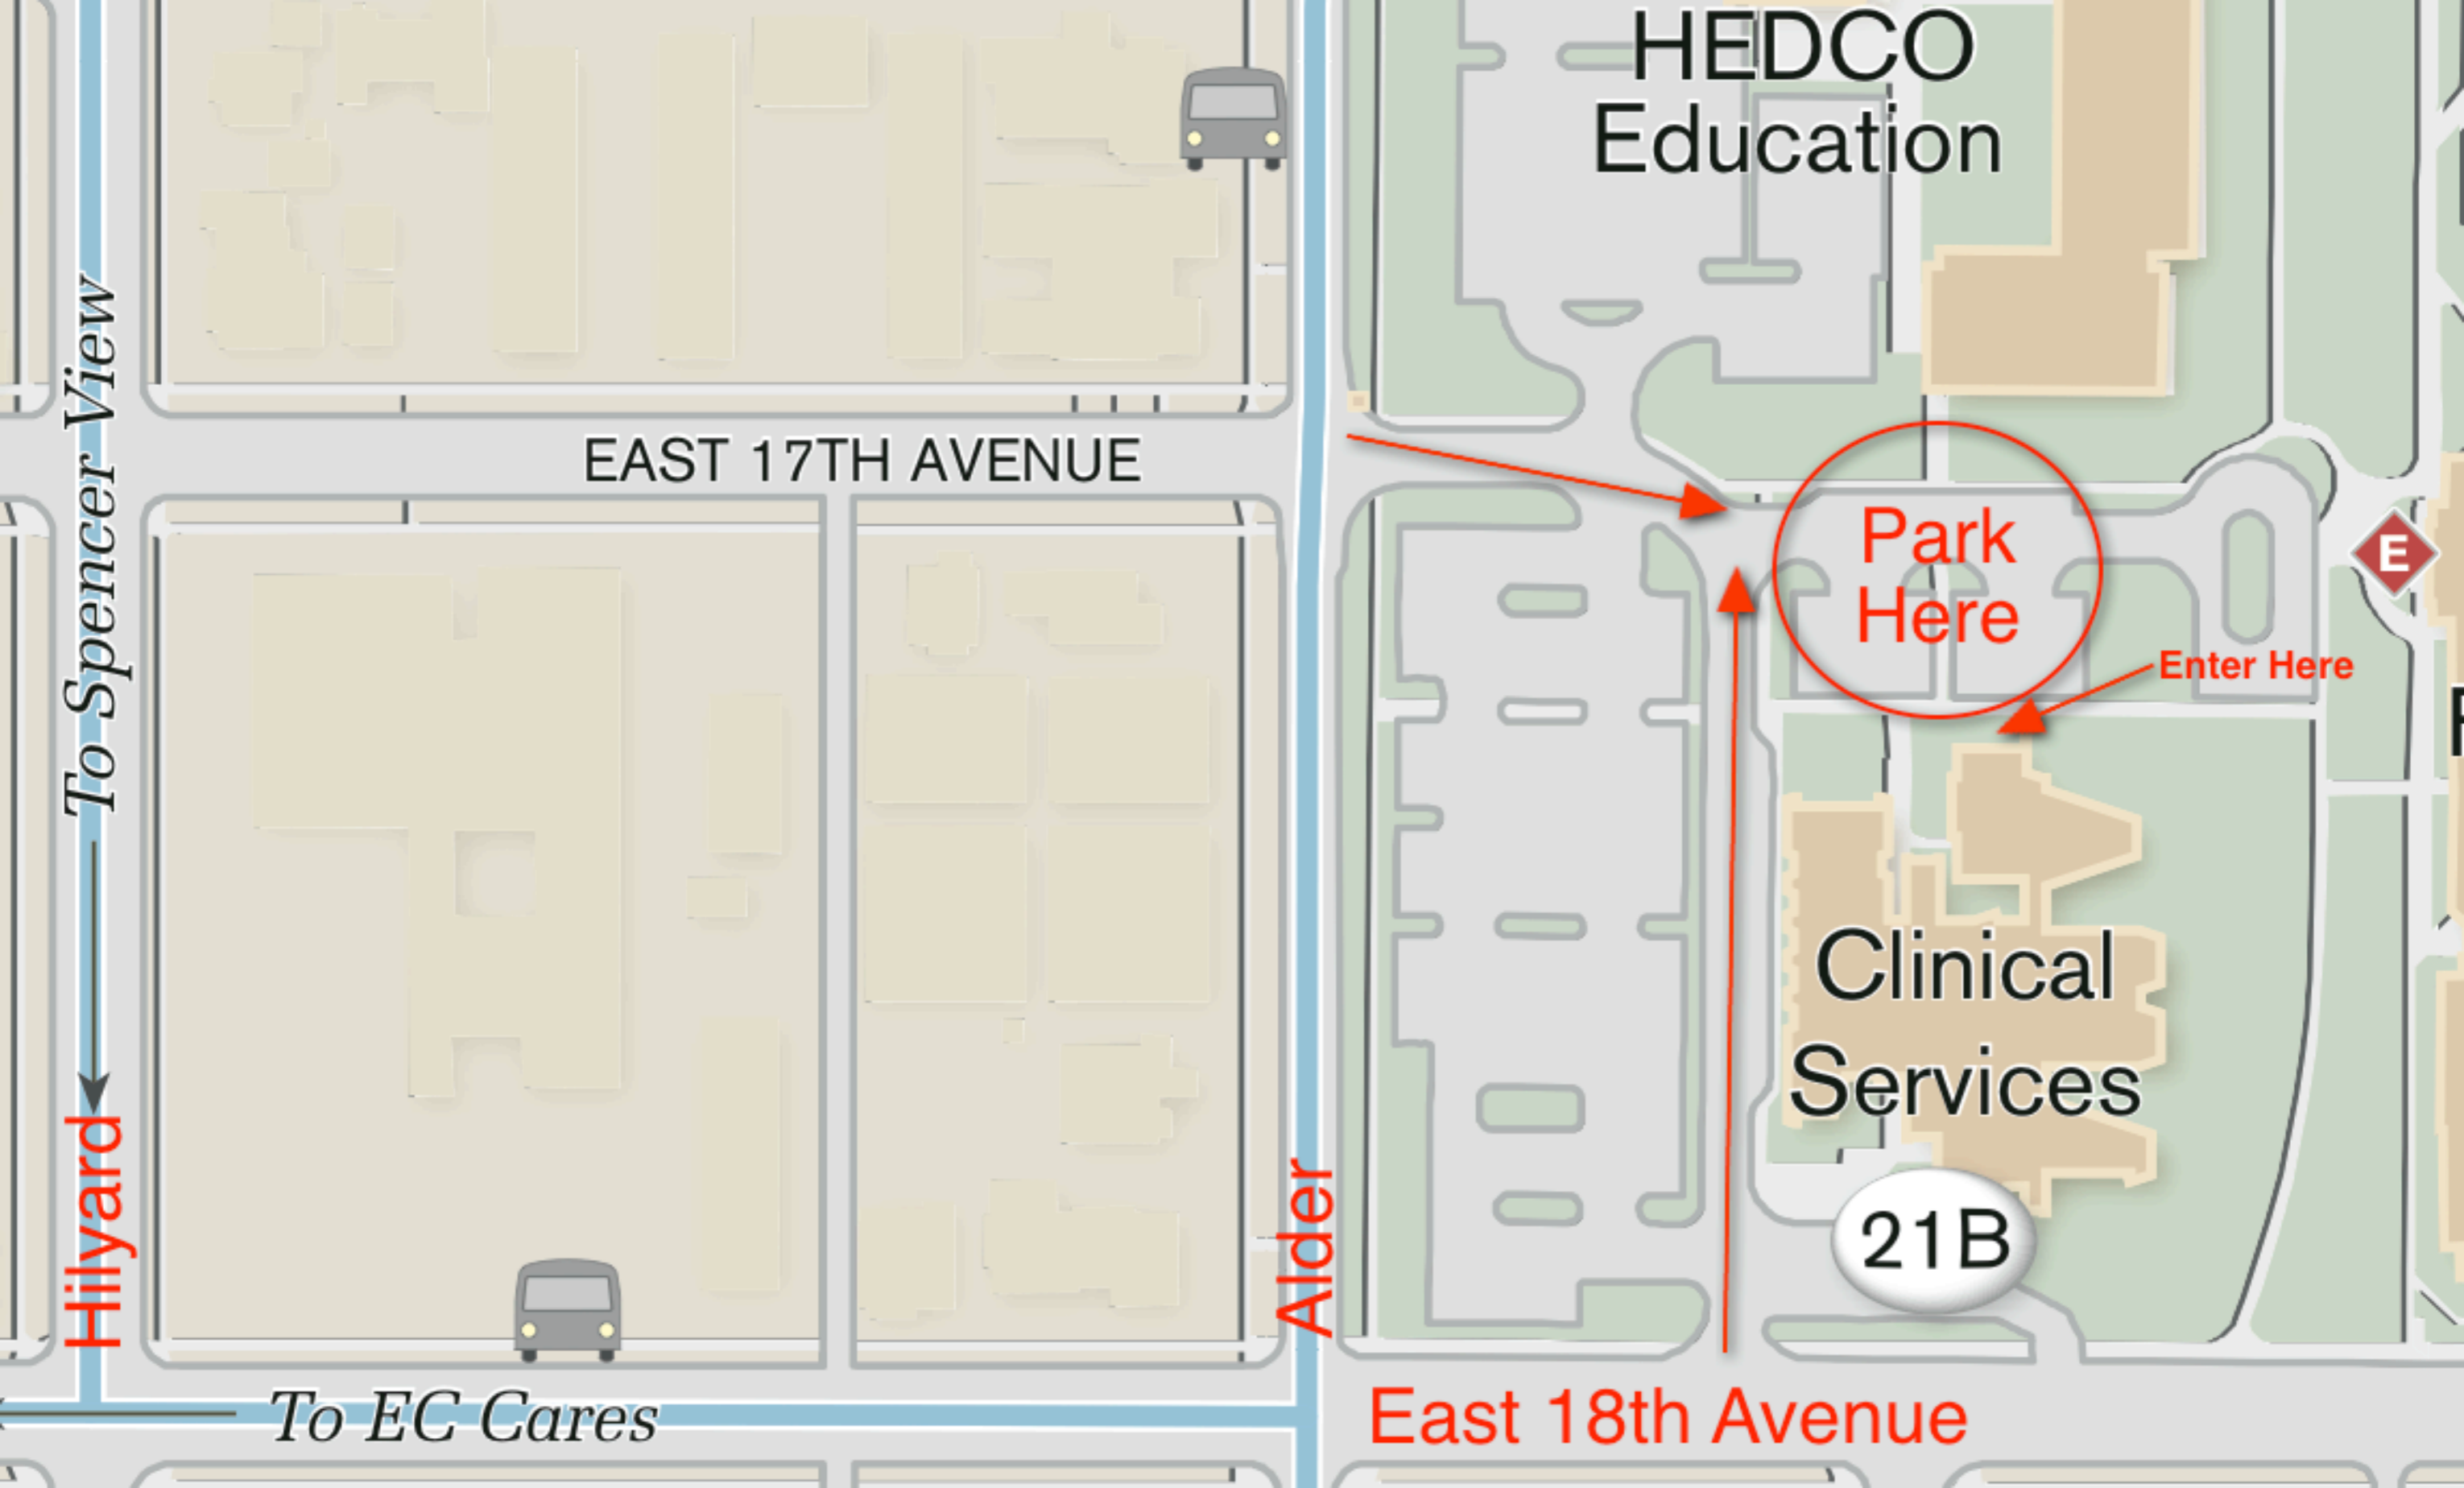 HEDCO
Education
To Spencer View
EAST 17TH AVENUE
Park
Here
E
Enter Here
Clinical
Services
Hilyard
Alder
21B
To EC Cares
East 18th Avenue